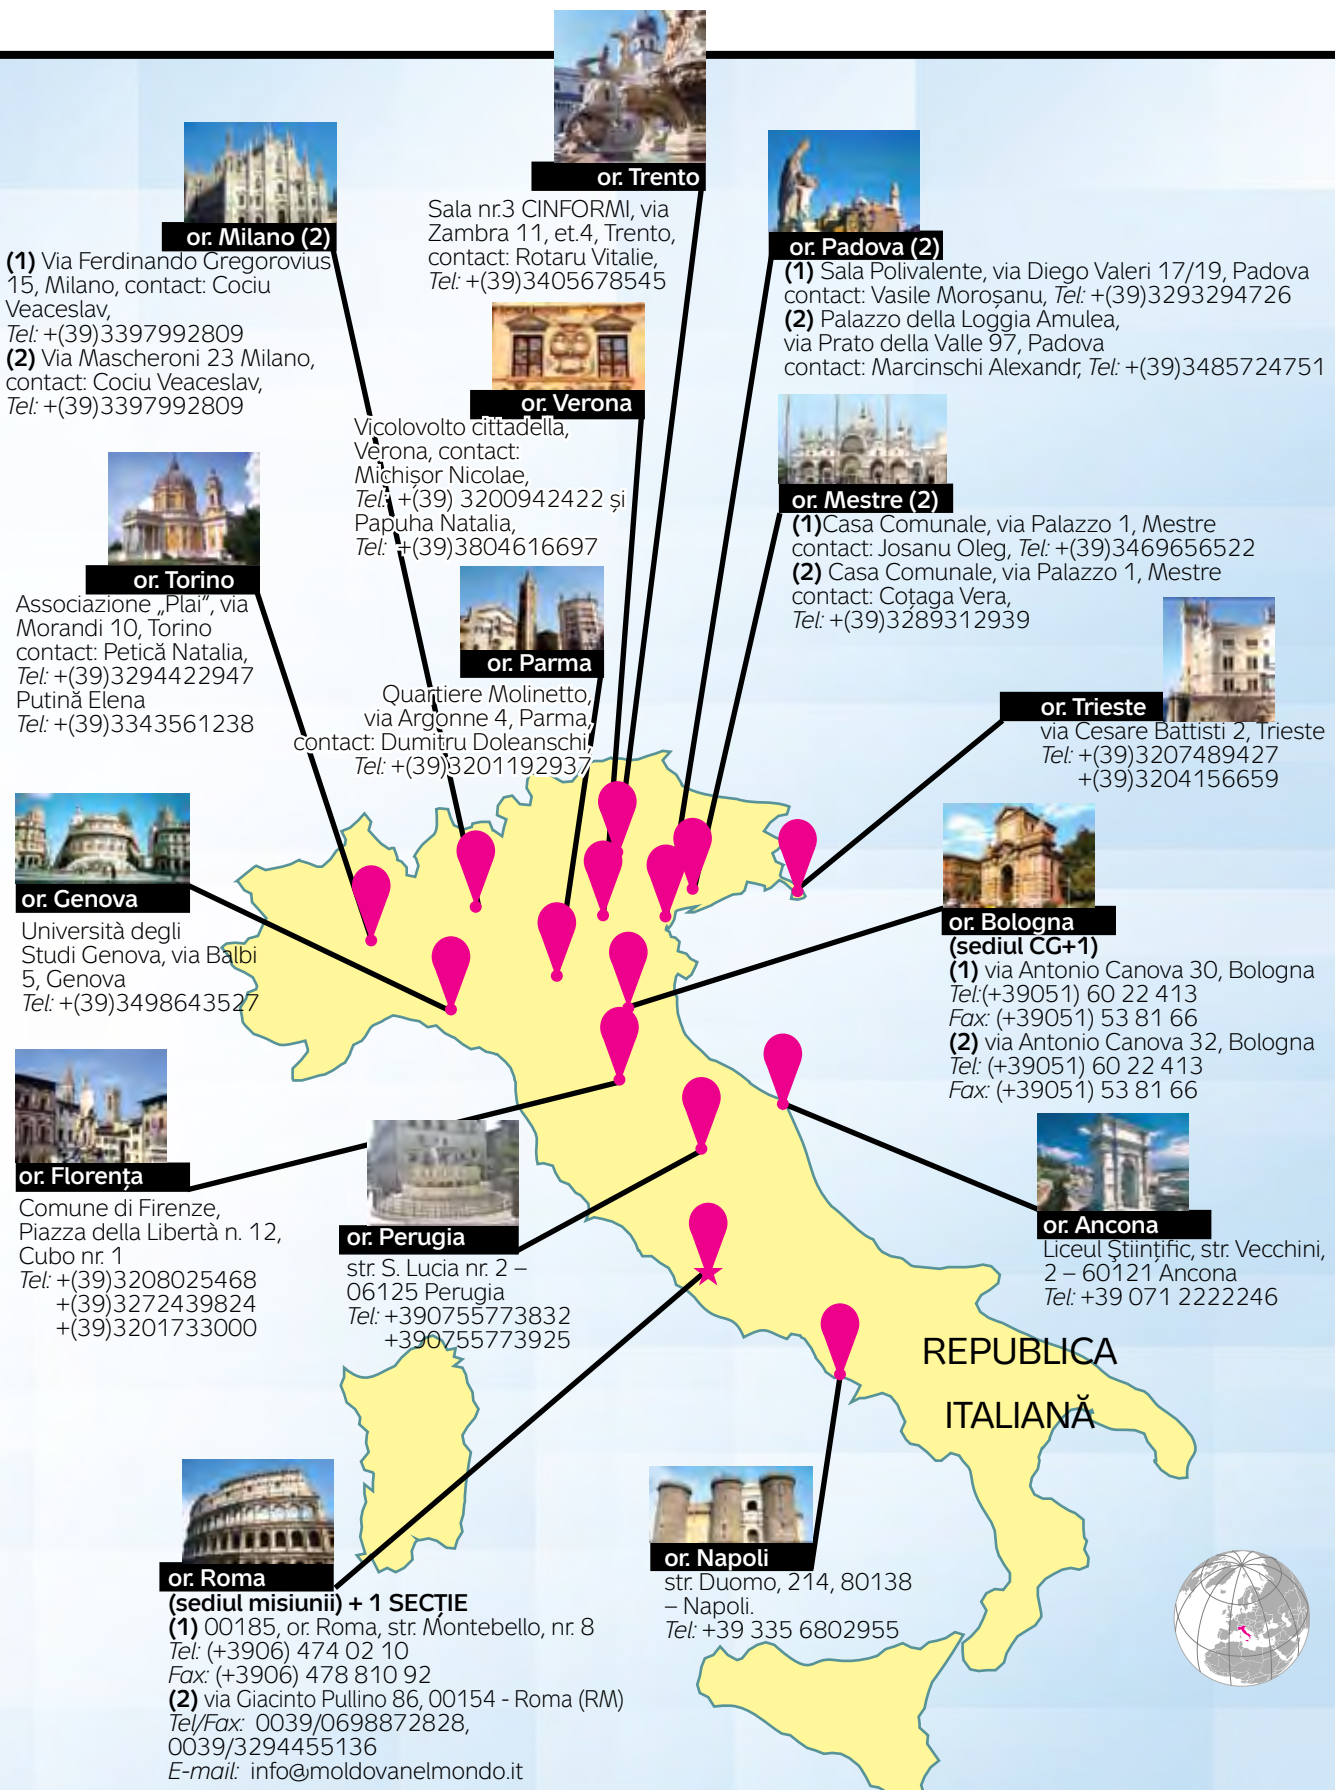 or. Trento
Sala nr.3 CINFORMI, via
Zambra 11, et.4, Trento,
contact: Rotaru Vitalie,
Tel: +(39)3405678545
or. Milano (2)
(1) Via Ferdinando Gregorovius
15, Milano, contact: Cociu
Veaceslav,
Tel: +(39)3397992809
(2) Via Mascheroni 23 Milano,
contact: Cociu Veaceslav,
Tel: +(39)3397992809
or. Padova (2)
(1) Sala Polivalente, via Diego Valeri 17/19, Padova
contact: Vasile Moroșanu, Tel: +(39)3293294726
(2) Palazzo della Loggia Amulea,
via Prato della Valle 97, Padova
contact: Marcinschi Alexandr, Tel: +(39)3485724751
or. Verona
Vicolovolto cittadella,
Verona, contact:
Michișor Nicolae,
Tel: +(39) 3200942422 și
Papuha Natalia,
Tel: +(39)3804616697
or. Mestre (2)
(1)Casa Comunale, via Palazzo 1, Mestre
contact: Josanu Oleg, Tel: +(39)3469656522
(2) Casa Comunale, via Palazzo 1, Mestre
contact: Coțaga Vera,
Tel: +(39)3289312939
or. Torino
Associazione „Plai“, via
Morandi 10, Torino
contact: Petică Natalia,
Tel: +(39)3294422947
Putină Elena
Tel: +(39)3343561238
or. Parma
Quartiere Molinetto,
via Argonne 4, Parma,
contact: Dumitru Doleanschi,
Tel: +(39)3201192937
or. Trieste
via Cesare Battisti 2, Trieste
Tel: +(39)3207489427
+(39)3204156659
or. Genova
Università degli
Studi Genova, via Balbi
5, Genova
Tel: +(39)3498643527
or. Bologna
(sediul CG+1)
(1) via Antonio Canova 30, Bologna
Tel:(+39051) 60 22 413
Fax: (+39051) 53 81 66
(2) via Antonio Canova 32, Bologna
Tel: (+39051) 60 22 413
Fax: (+39051) 53 81 66
or. Florența
Comune di Firenze,
Piazza della Libertà n. 12,
Cubo nr. 1
Tel: +(39)3208025468
+(39)3272439824
+(39)3201733000
or. Perugia
str. S. Lucia nr. 2 –
06125 Perugia
Tel: +390755773832
+390755773925
or. Ancona
Liceul Științific, str. Vecchini,
2 – 60121 Ancona
Tel: +39 071 2222246
REPUBLICA
ITALIANĂ
or. Roma
(sediul misiunii) + 1 SECȚIE
(1) 00185, or. Roma, str. Montebello, nr. 8
Tel: (+3906) 474 02 10
Fax: (+3906) 478 810 92
(2) via Giacinto Pullino 86, 00154 - Roma (RM)
Tel/Fax: 0039/0698872828,
0039/3294455136
E-mail: info@moldovanelmondo.it
or. Napoli
str. Duomo, 214, 80138
– Napoli.
Tel: +39 335 6802955